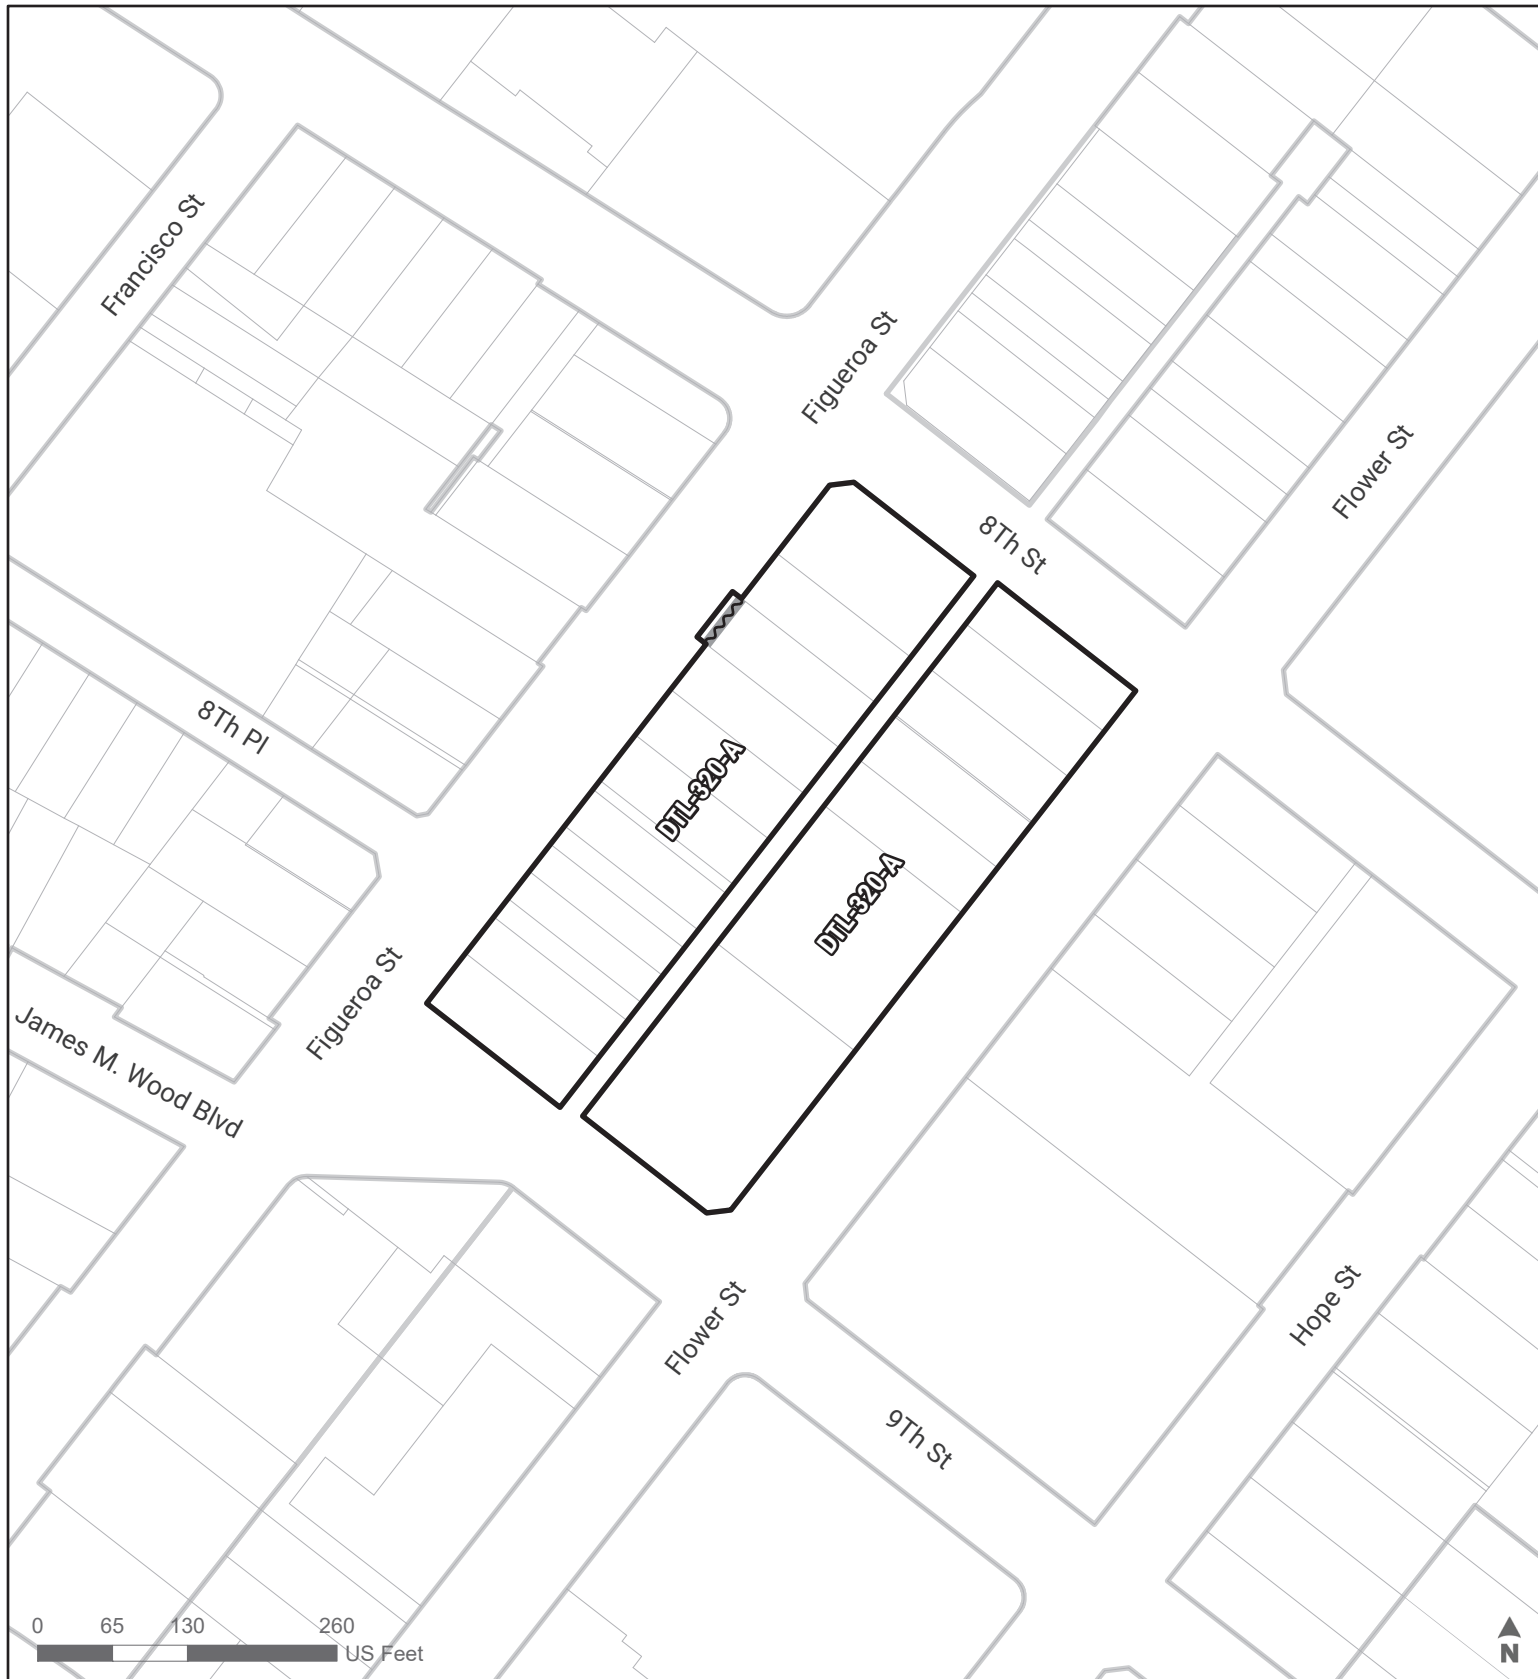 Francisco St
Figueroa St
Flower St
8Th St
8Th Pl
DTL-320-A
DTL-320-A
Figueroa St
James M. Wood Blvd
Flower St
Hope St
9Th St
0 65 130 260
US Feet
N